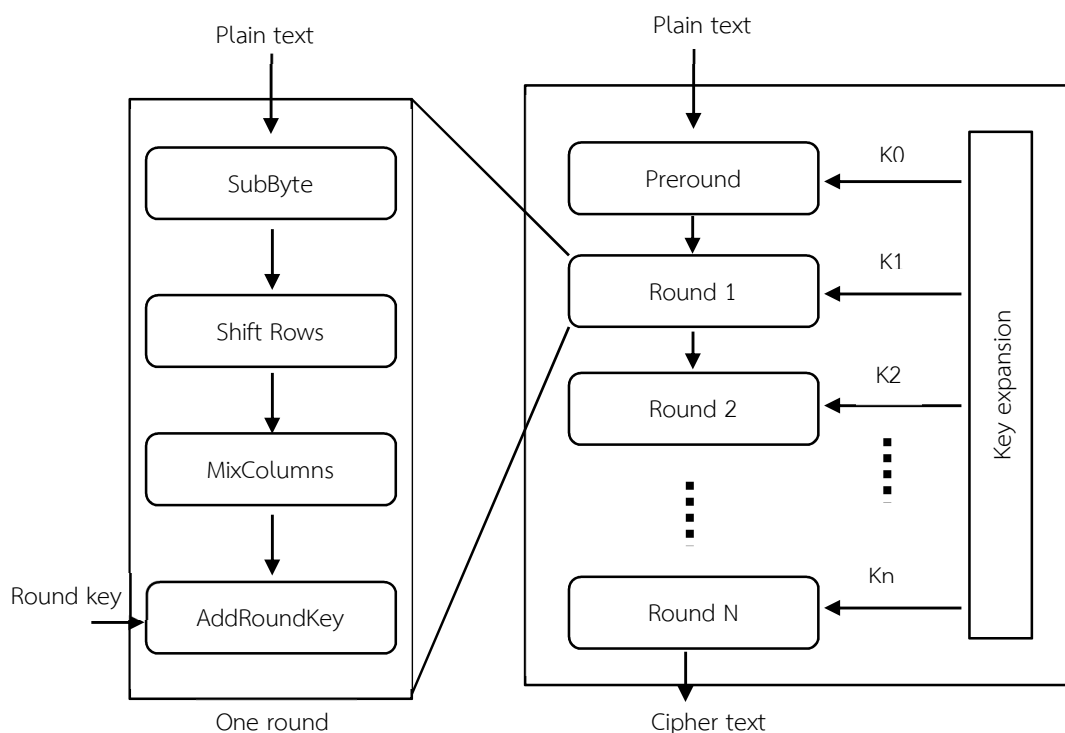 Plain text
SubByte
Shift Rows
MixColumns
Round key
AddRoundKey
One round
Plain text
Preround
K0
Round 1
K1
Round 2
K2
Key expansion
Round N
Kn
Cipher text